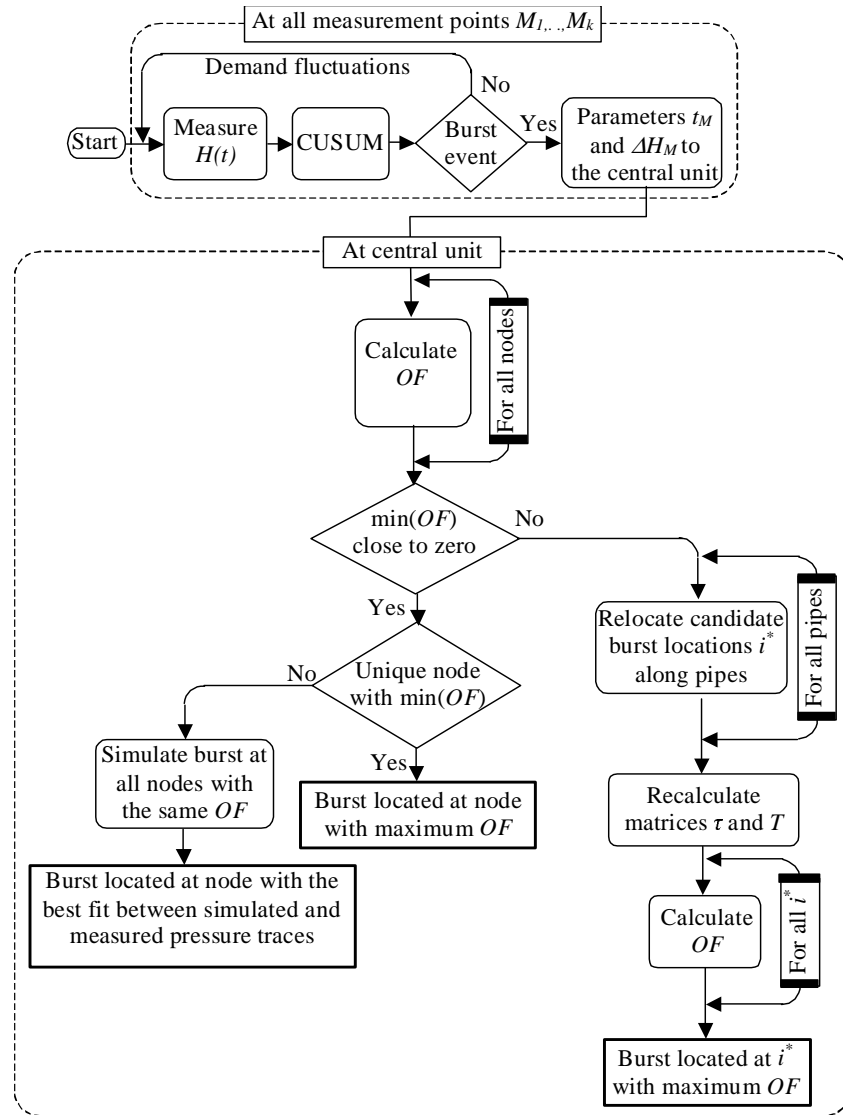 At all measurement points M1,. .,Mk
Demand fluctuations
No
Start
Measure
H(t)
CUSUM
Burst
event
Yes
Parameters tM
and ΔHM to
the central unit
At central unit
Calculate
OF
For all nodes
min(OF)
close to zero
No
Yes
Relocate candidate
burst locations i*
along pipes
For all pipes
Unique node
with min(OF)
No
Yes
Simulate burst at
all nodes with
the same OF
Burst located at node
with maximum OF
Recalculate
matrices τ and T
Burst located at node with the
best fit between simulated and
measured pressure traces
Calculate
OF
For all i*
Burst located at i*
with maximum OF